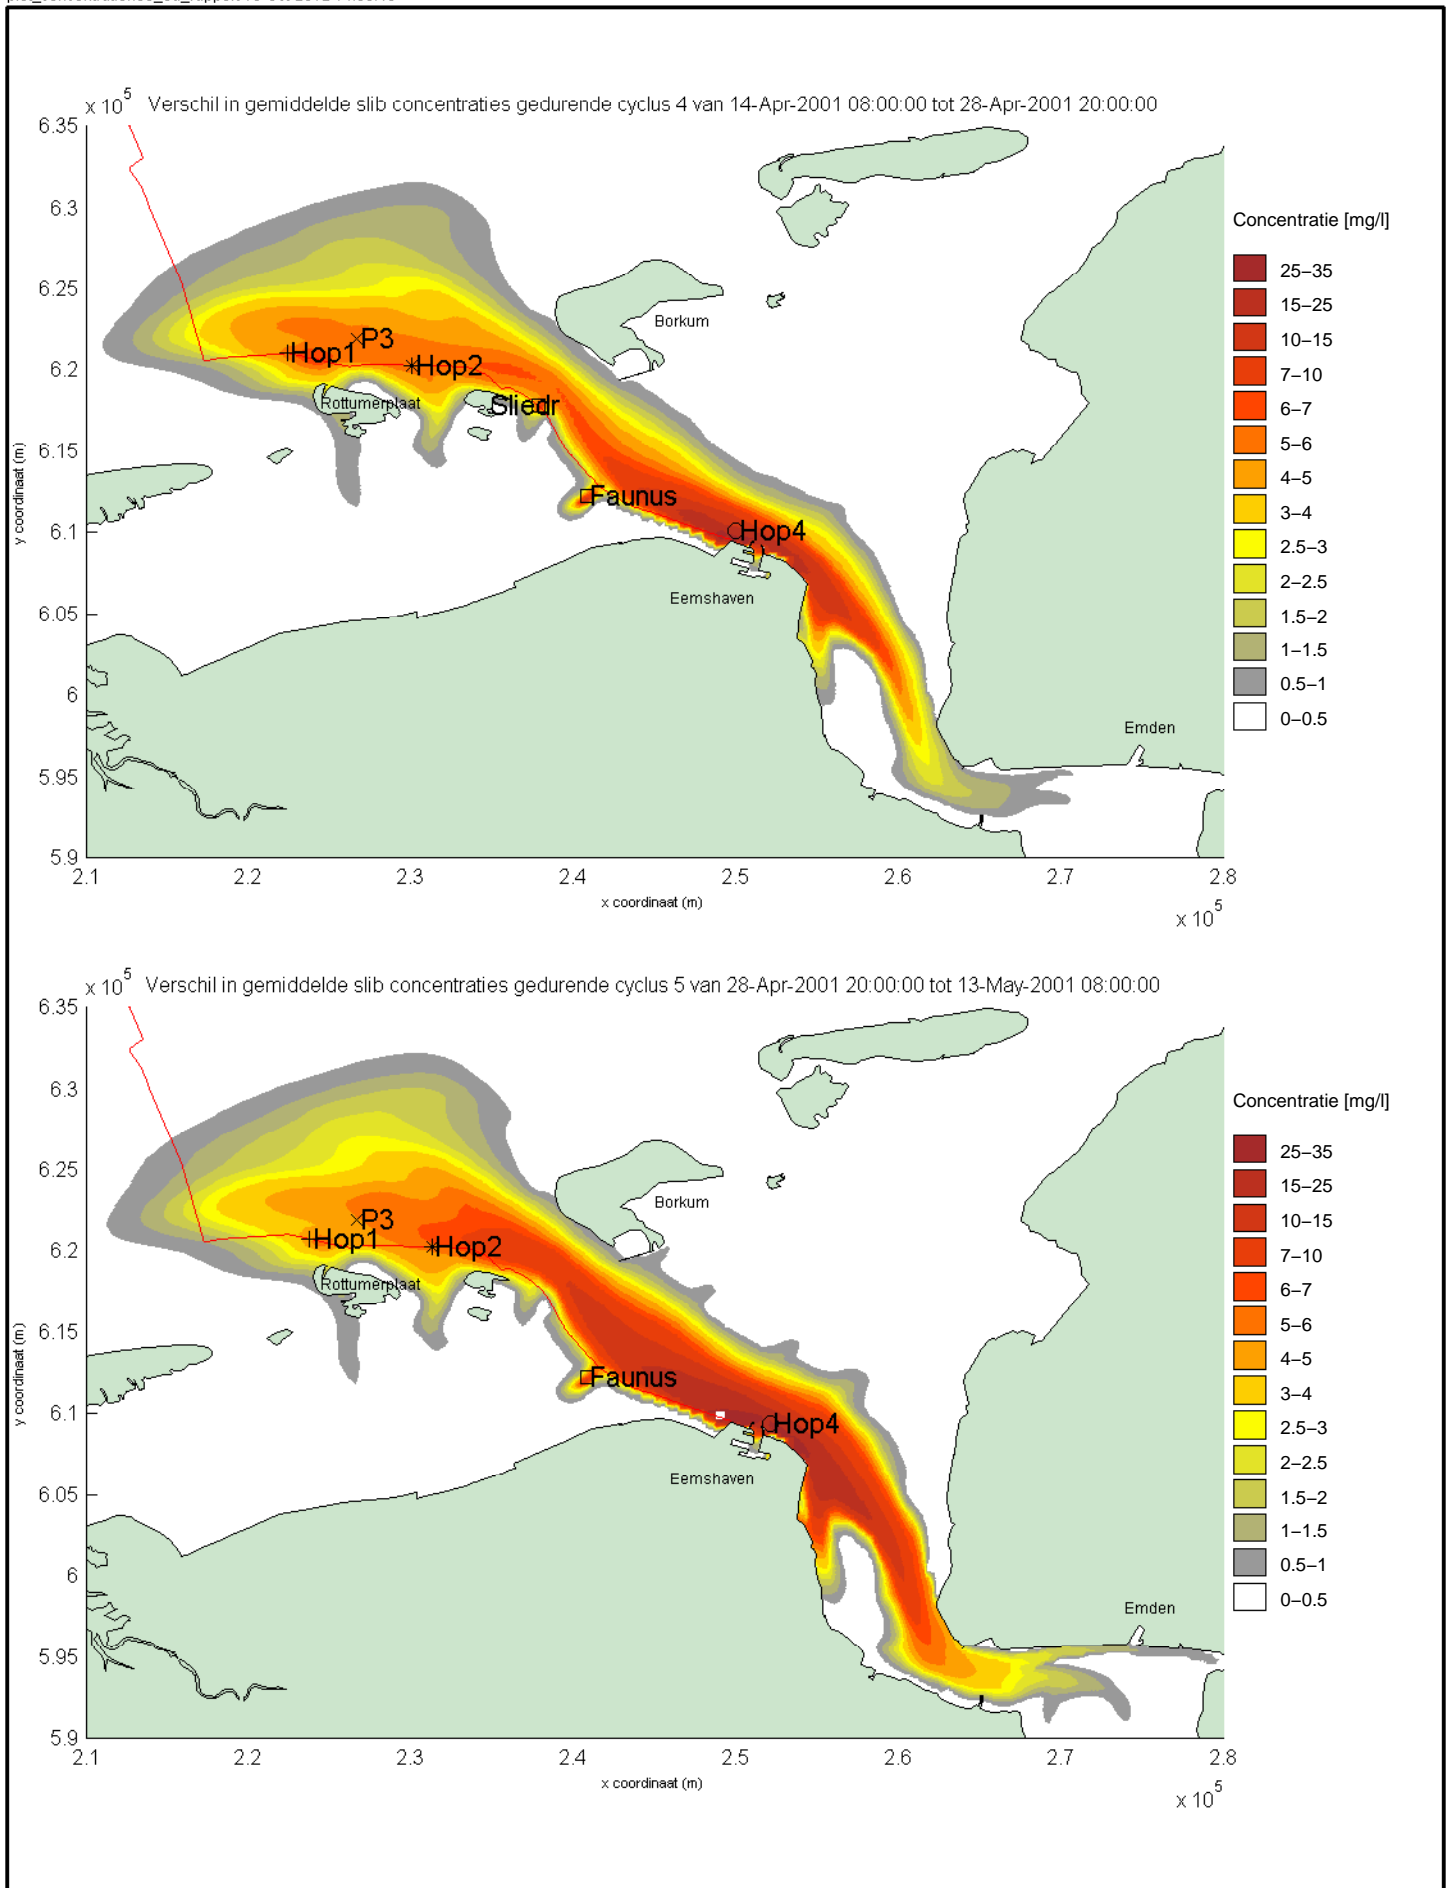 x 10 5 Verschil in gemiddelde slib concentraties gedurende cyclus 4 van 14-Apr-2001 08:00:00 tot 28-Apr-2001 20:00:00
6.35
6.3
6.25
6.2
6.15
6.1
6.05
6
5.95
5.9
y coordinaat (m)
2.1 2.2 2.3 2.4 2.5 2.6 2.7 2.8
x coordinaat (m)
x 10 5
Borkum
P3
Hop1
Hop2
Rottumerplaat
Sliedr
Faunus
Hop4
Eemshaven
Emden
Concentratie [mg/l]
25–35
15–25
10–15
7–10
6–7
5–6
4–5
3–4
2.5–3
2–2.5
1.5–2
1–1.5
0.5–1
0–0.5
x 10 5 Verschil in gemiddelde slib concentraties gedurende cyclus 5 van 28-Apr-2001 20:00:00 tot 13-May-2001 08:00:00
6.35
6.3
6.25
6.2
6.15
6.1
6.05
6
5.95
5.9
y coordinaat (m)
2.1 2.2 2.3 2.4 2.5 2.6 2.7 2.8
x coordinaat (m)
x 10 5
Borkum
P3
Hop1
Hop2
Rottumerplaat
Faunus
Hop4
Eemshaven
Emden
Concentratie [mg/l]
25–35
15–25
10–15
7–10
6–7
5–6
4–5
3–4
2.5–3
2–2.5
1.5–2
1–1.5
0.5–1
0–0.5